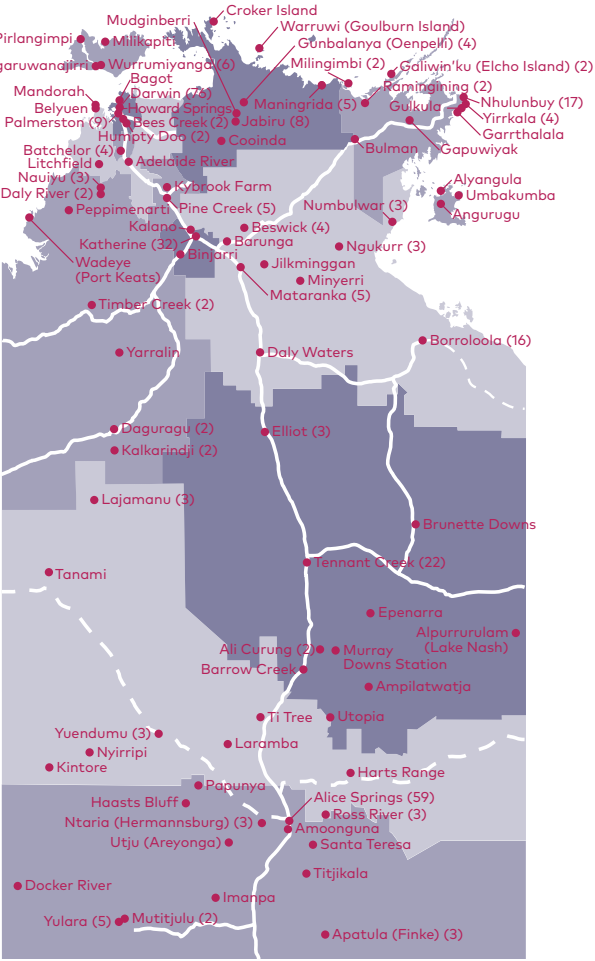 Croker Island
Mudginberri
Warruwi (Goulburn Island)
Pirlangimpi
Milikapiti
Gunbalanya (Oenpelli) (4)
Milingimbi (2)
Galiwin'ku (Elcho Island) (2)
garuwanajirri
Wurrumiyanga (6)
Bagot
Ramingining (2)
Mandorah
Darwin (76)
Maningrida (5)
Gulkula
Nhulunbuy (17)
Belyuen
Howard Springs
Jabiru (8)
Yirrkala (4)
Palmerston (9)
Bees Creek (2)
Garrthalala
Humpty Doo (2)
Cooinda
Bulman
Gapuwiyak
Batchelor (4)
Litchfield
Adelaide River
Nauiyu (3)
Daly River (2)
Kybrook Farm
Alyangula
Umbakumba
Peppimenarti
Pine Creek (5)
Numbulwar (3)
Angurugu
Kalano
Beswick (4)
Katherine (32)
Barunga
Ngukurr (3)
Wadeye
(Port Keats)
Binjarri
Jilkminggan
Minyerri
Mataranka (5)
Timber Creek (2)
Borroloola (16)
Yarralin
Daly Waters
Daguragu (2)
Elliot (3)
Kalkarindji (2)
Lajamanu (3)
Brunette Downs
Tanami
Tennant Creek (22)
Epenarra
Alpurrurulam
(Lake Nash)
Ali Curung (2)
Murray
Downs Station
Barrow Creek
Ampilatwatja
Ti Tree
Utopia
Yuendumu (3)
Laramba
Nyirripi
Kintore
Harts Range
Papunya
Alice Springs (59)
Haasts Bluff
Ross River (3)
Ntaria (Hermannsburg) (3)
Amoonguna
Utju (Areyonga)
Santa Teresa
Titjikala
Docker River
Imanpa
Yulara (5)
Mutitjulu (2)
Apatula (Finke) (3)